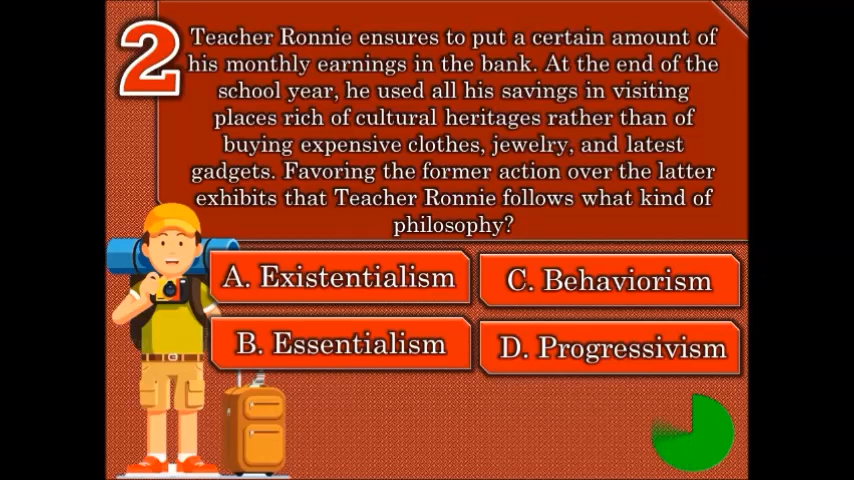 2
Teacher Ronnie ensures to put a certain amount of
his monthly earnings in the bank. At the end of the
school year, he used all his savings in visiting
places rich of cultural heritages rather than of
buying expensive clothes, jewelry, and latest
gadgets. Favoring the former action over the latter
exhibits that Teacher Ronnie follows what kind of
philosophy?
A. Existentialism
C. Behaviorism
B. Essentialism
D. Progressivism